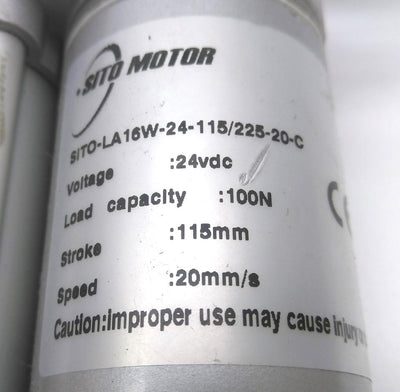 SITO MOTOR
SITO-LA16W-24-115/225-20-C
Voltage :24vdc
Load capacity :100N
Stroke :115mm
Speed :20mm/s
Caution:Improper use may cause injury